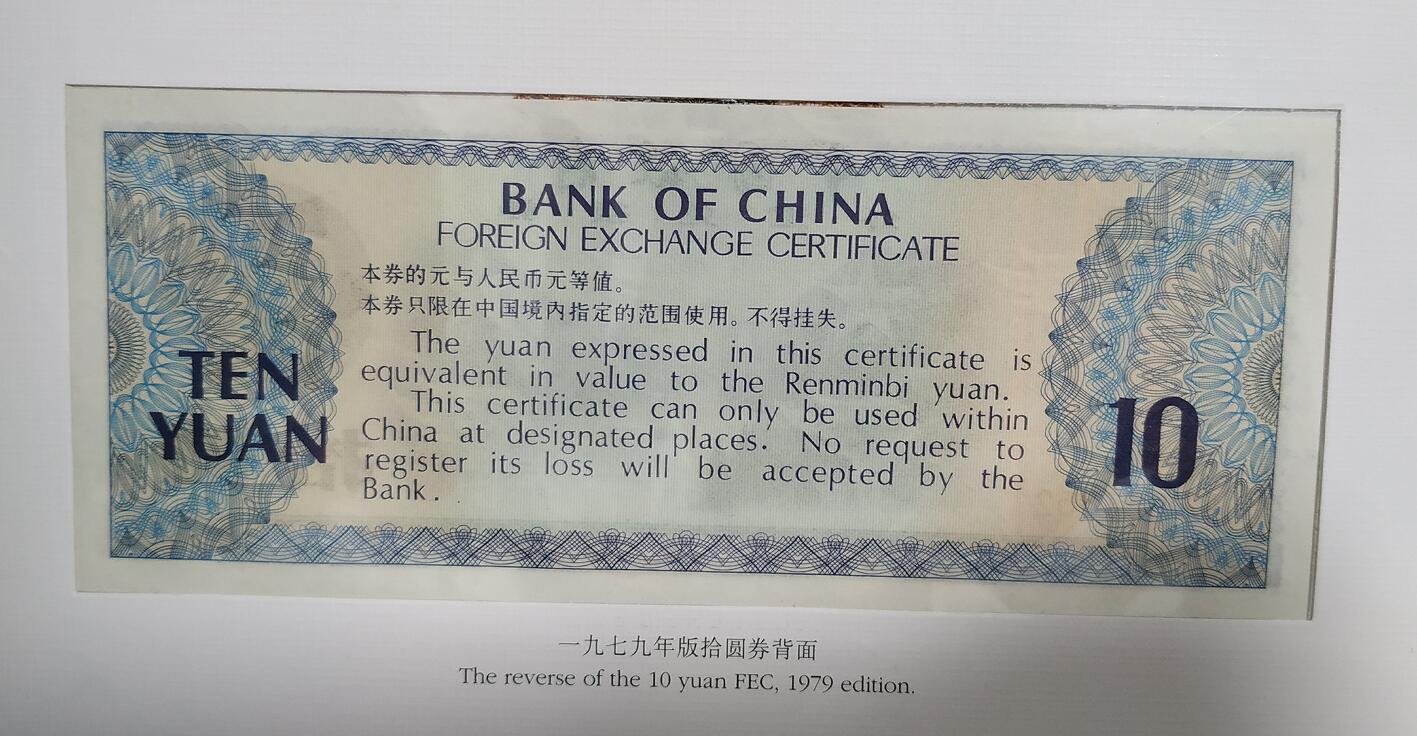 BANK OF CHINA
FOREIGN EXCHANGE CERTIFICATE
本券的元与人民币元等值。
本券只限在中国境内指定的范围使用。不得挂失。
The yuan expressed in this certificate is
equivalent in value to the Renminbi yuan.
This certificate can only be used within
China at designated places. No request to
register its loss will be accepted by the
Bank.
TEN
YUAN
10
一九七九年版拾圆券背面
The reverse of the 10 yuan FEC, 1979 edition.